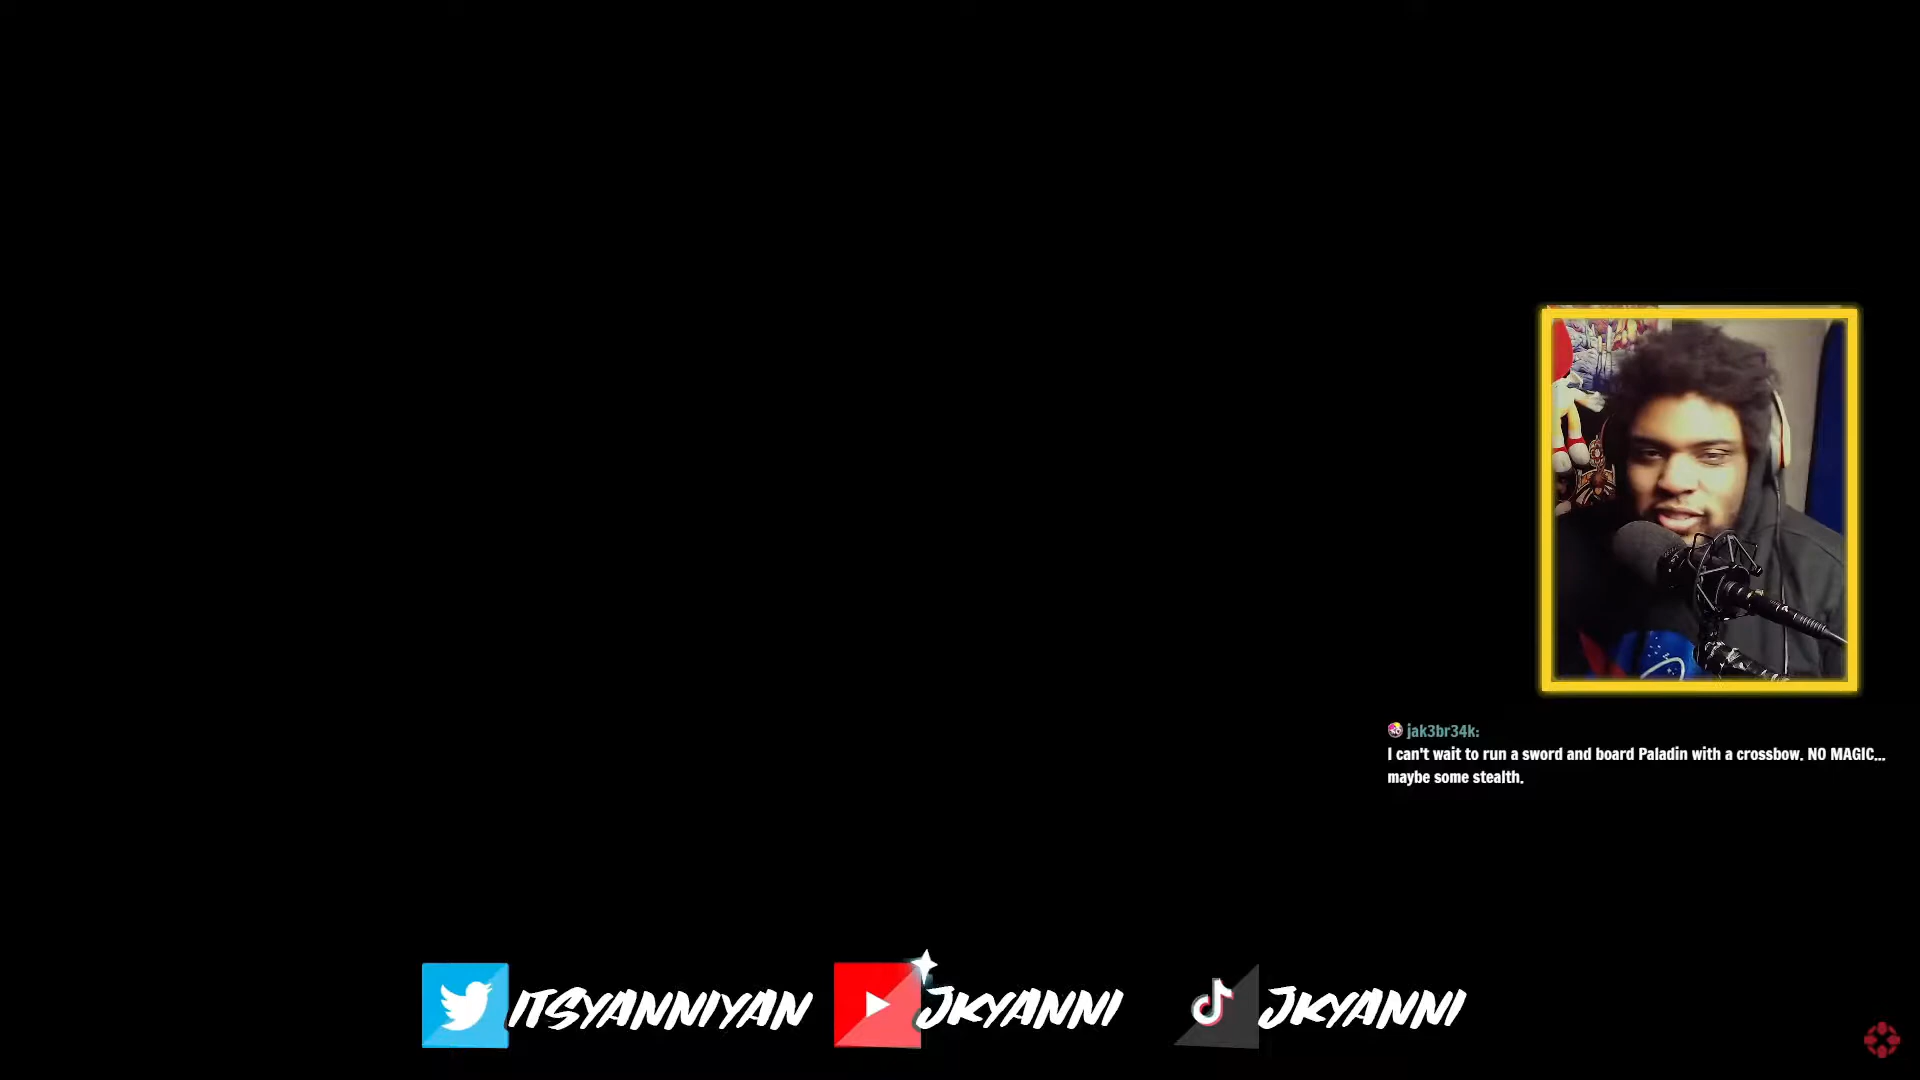 jak3br34k:
I can't wait to run a sword and board Paladin with a crossbow. NO MAGIC...
maybe some stealth.
ITSYANNIYAN JKYANNI JKYANNI